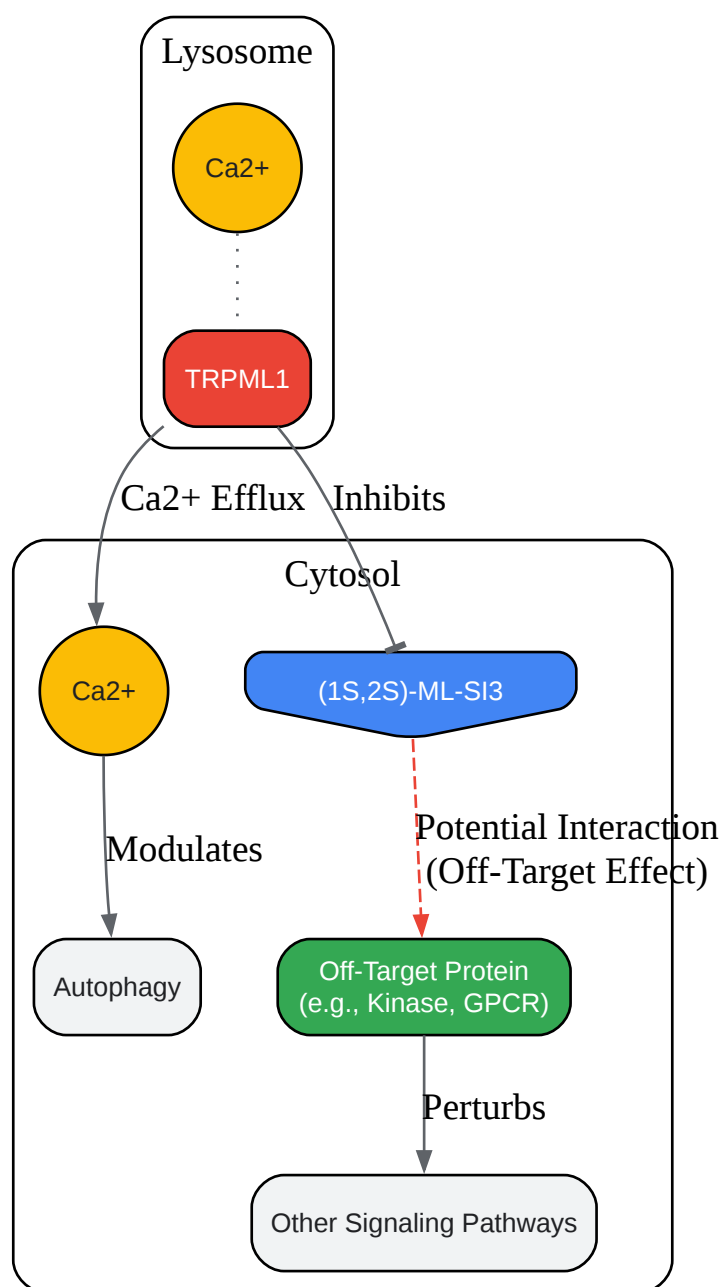 Lysosome
Ca2+
TRPML1
Ca2+ Efflux
Inhibits
Cytosol
Ca2+
(1S,2S)-ML-SI3
Modulates
Potential Interaction
(Off-Target Effect)
Autophagy
Off-Target Protein
(e.g., Kinase, GPCR)
Perturbs
Other Signaling Pathways